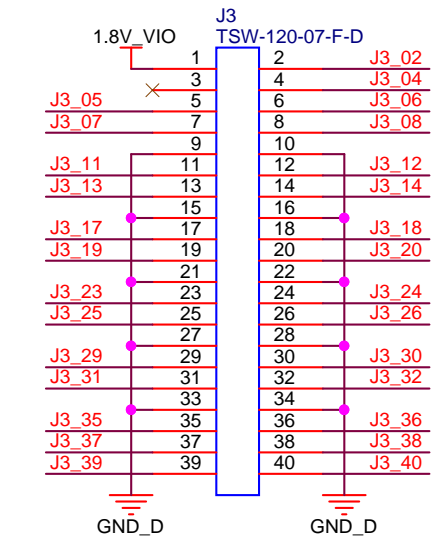 J3
1.8V_VIO TSW-120-07-F-D
1 2 J3_02
3 4 J3_04
J3_05 5 6 J3_06
J3_07 7 8 J3_08
9 10
J3_11 11 12 J3_12
J3_13 13 14 J3_14
15 16
J3_17 17 18 J3_18
J3_19 19 20 J3_20
21 22
J3_23 23 24 J3_24
J3_25 25 26 J3_26
27 28
J3_29 29 30 J3_30
J3_31 31 32 J3_32
33 34
J3_35 35 36 J3_36
J3_37 37 38 J3_38
J3_39 39 40 J3_40
GND_D GND_D